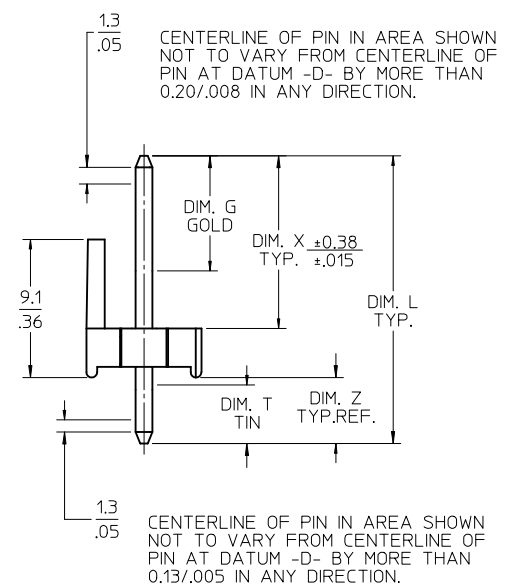 1.3
.05
CENTERLINE OF PIN IN AREA SHOWN
NOT TO VARY FROM CENTERLINE OF
PIN AT DATUM -D- BY MORE THAN
0.20/.008 IN ANY DIRECTION.
DIM. G
GOLD
DIM. X ±0.38
TYP. ±.015
DIM. L
TYP.
9.1
.36
DIM. T
TIN
DIM. Z
TYP.REF.
1.3
.05
CENTERLINE OF PIN IN AREA SHOWN
NOT TO VARY FROM CENTERLINE OF
PIN AT DATUM -D- BY MORE THAN
0.13/.005 IN ANY DIRECTION.